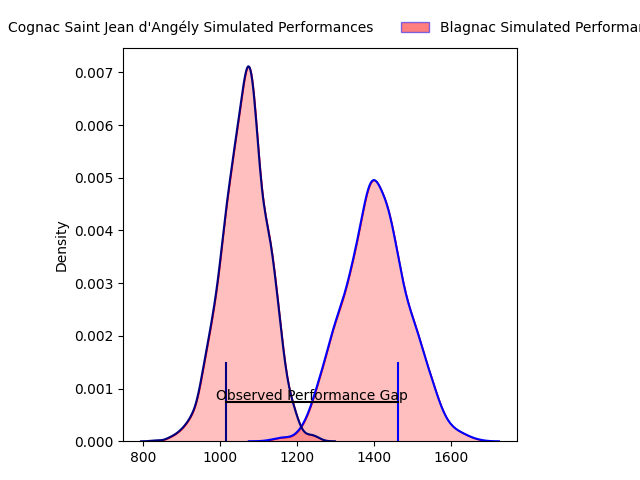 Cognac Saint Jean d'Angély Simulated Performances
Blagnac Simulated
Density
0.007
0.006
0.005
0.004
0.003
0.002
0.001
0.000
Observed Performance Gap
800 1000 1200 1400 1600